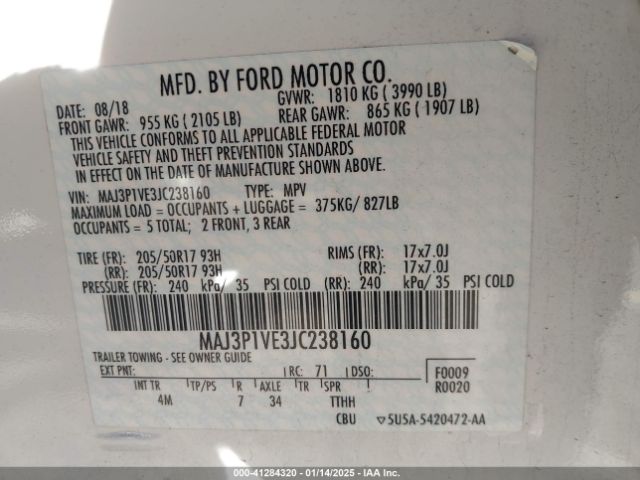 MFD. BY FORD MOTOR CO.
DATE: 08/18 GVWR: 1810 KG ( 3990 LB)
FRONT GAWR: 955 KG ( 2105 LB) REAR GAWR: 865 KG ( 1907 LB)
THIS VEHICLE CONFORMS TO ALL APPLICABLE FEDERAL MOTOR
VEHICLE SAFETY AND THEFT PREVENTION STANDARDS
IN EFFECT ON THE DATE OF MANUFACTURE SHOWN ABOVE.
VIN: MAJ3P1VE3JC238160 TYPE: MPV
MAXIMUM LOAD = OCCUPANTS + LUGGAGE = 375KG/ 827LB
OCCUPANTS = 5 TOTAL; 2 FRONT, 3 REAR
TIRE (FR): 205/50R17 93H RIMS (FR): 17x7.0J
(RR): 205/50R17 93H (RR): 17x7.0J
PRESSURE (FR): 240 kPa/ 35 PSI COLD (RR): 240 kPa/ 35 PSI COLD
MAJ3P1VE3JC238160
TRAILER TOWING - SEE OWNER GUIDE
EXT PNT: RC: 71 DSO: F0009
R0020
INT TR TP/PS R AXLE TR SPR
4M 7 34 TTHH
CBU ▽5U5A-5420472-AA
000-41284320 - 01/14/2025 - IAA Inc.